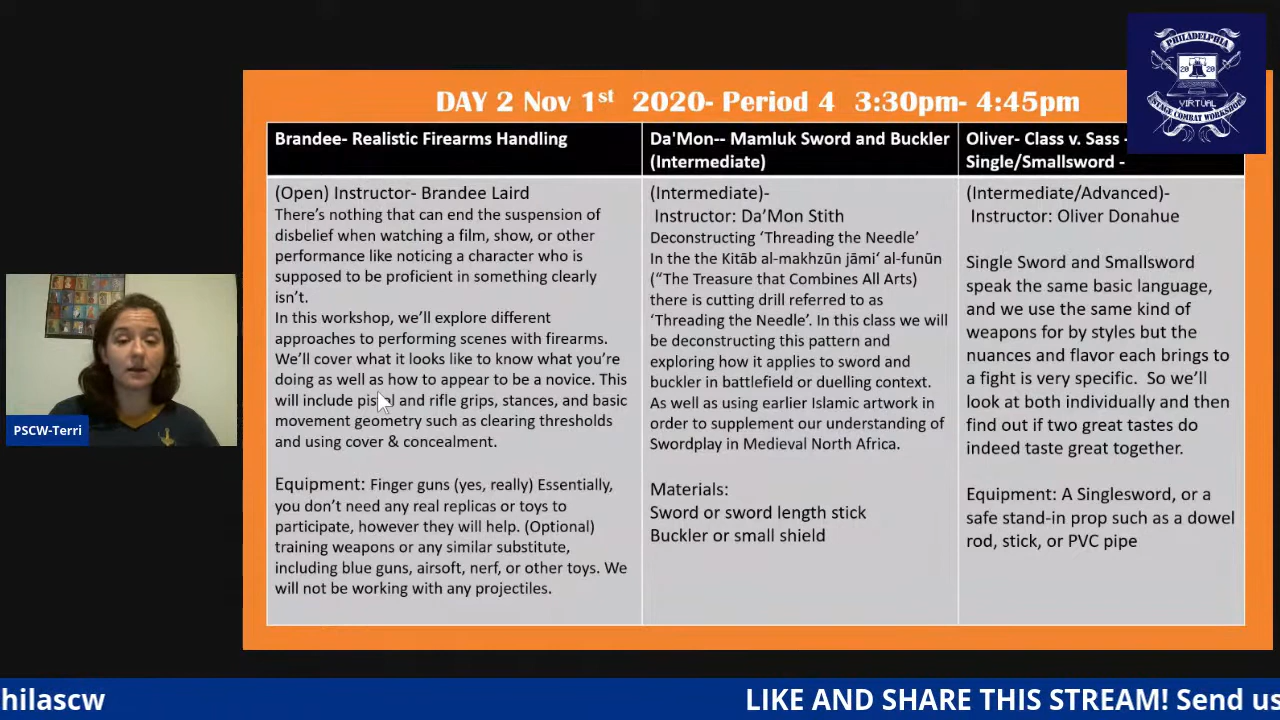 PHILADELPHIA
20 20
VIRTUAL
STAGE COMBAT WORKSHOP
DAY 2 Nov 1st 2020- Period 4 3:30pm- 4:45pm
Brandee- Realistic Firearms Handling
(Open) Instructor- Brandee Laird
There's nothing that can end the suspension of
disbelief when watching a film, show, or other
performance like noticing a character who is
supposed to be proficient in something clearly
isn't.
In this workshop, we'll explore different
approaches to performing scenes with firearms.
We'll cover what it looks like to know what you're
doing as well as how to appear to be a novice. This
will include pistol and rifle grips, stances, and basic
movement geometry such as clearing thresholds
and using cover & concealment.
Equipment: Finger guns (yes, really) Essentially,
you don't need any real replicas or toys to
participate, however they will help. (Optional)
training weapons or any similar substitute,
including blue guns, airsoft, nerf, or other toys. We
will not be working with any projectiles.
Da'Mon-- Mamluk Sword and Buckler
(Intermediate)
(Intermediate)-
Instructor: Da'Mon Stith
Deconstructing 'Threading the Needle'
In the the Kitāb al-makhzūn jāmi' al-funūn
("The Treasure that Combines All Arts)
there is cutting drill referred to as
'Threading the Needle'. In this class we will
be deconstructing this pattern and
exploring how it applies to sword and
buckler in battlefield or duelling context.
As well as using earlier Islamic artwork in
order to supplement our understanding of
Swordplay in Medieval North Africa.
Materials:
Sword or sword length stick
Buckler or small shield
Oliver- Class v. Sass -
Single/Smallsword -
(Intermediate/Advanced)-
Instructor: Oliver Donahue
Single Sword and Smallsword
speak the same basic language,
and we use the same kind of
weapons for by styles but the
nuances and flavor each brings to
a fight is very specific. So we'll
look at both individually and then
find out if two great tastes do
indeed taste great together.
Equipment: A Singlesword, or a
safe stand-in prop such as a dowel
rod, stick, or PVC pipe
PSCW-Terri
hilascw LIKE AND SHARE THIS STREAM! Send us